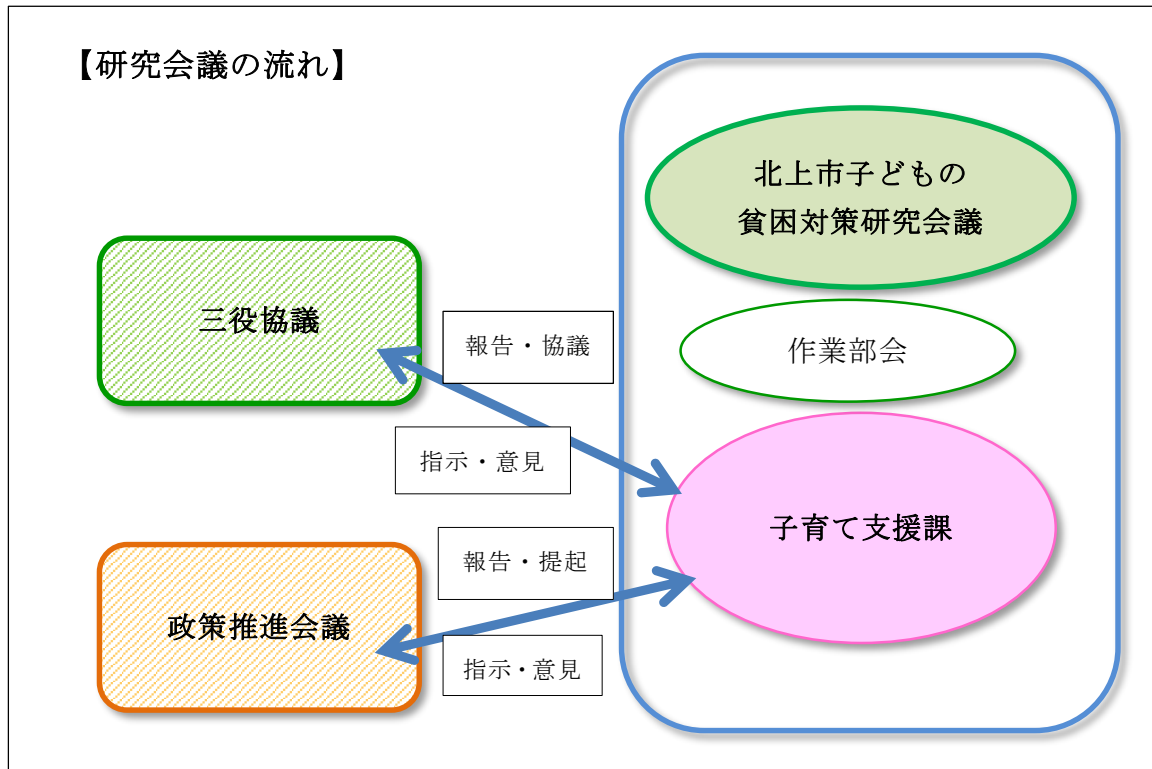 【研究会議の流れ】
北上市子どもの
貧困対策研究会議
三役協議
報告・協議
作業部会
指示・意見
子育て支援課
報告・提起
政策推進会議
指示・意見